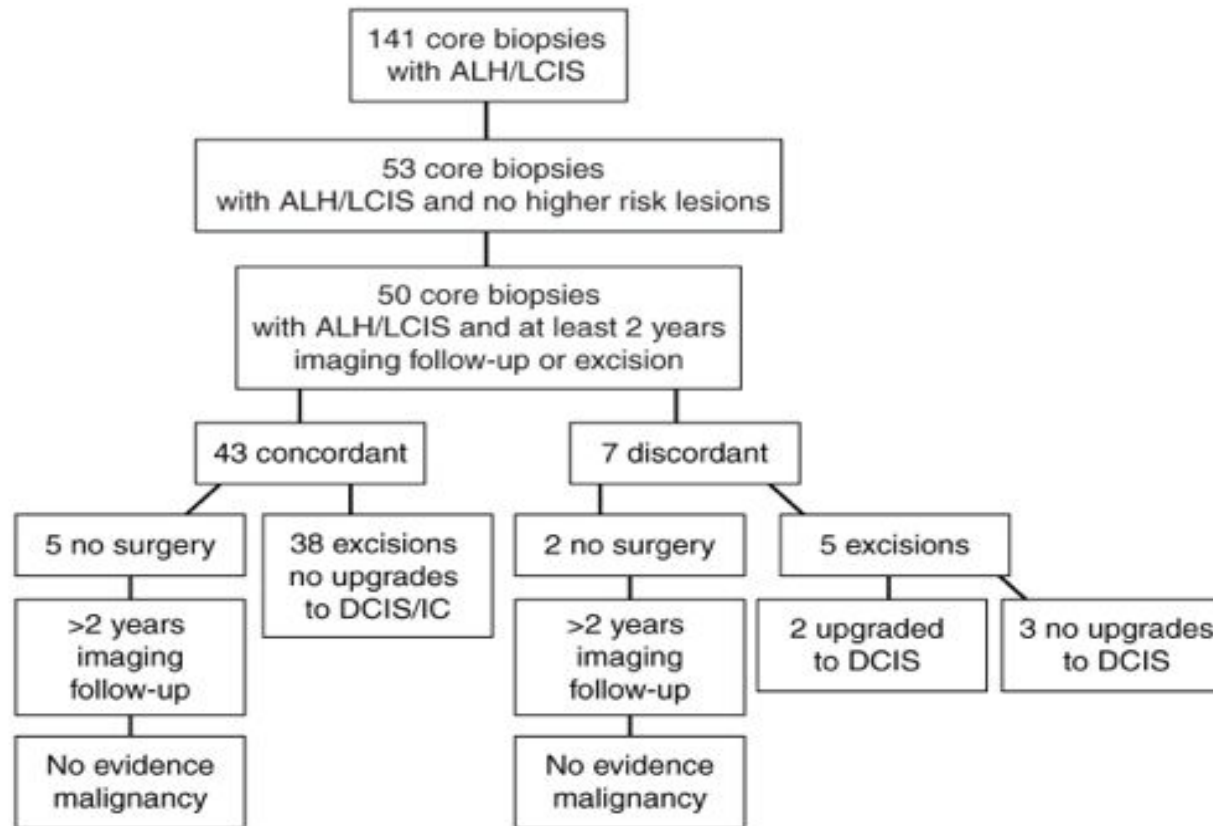 141 core biopsies
with ALH/LCIS
53 core biopsies
with ALH/LCIS and no higher risk lesions
50 core biopsies
with ALH/LCIS and at least 2 years
imaging follow-up or excision
43 concordant
7 discordant
5 no surgery
38 excisions
no upgrades
to DCIS/IC
2 no surgery
5 excisions
>2 years
imaging
follow-up
>2 years
imaging
follow-up
2 upgraded
to DCIS
3 no upgrades
to DCIS
No evidence
malignancy
No evidence
malignancy